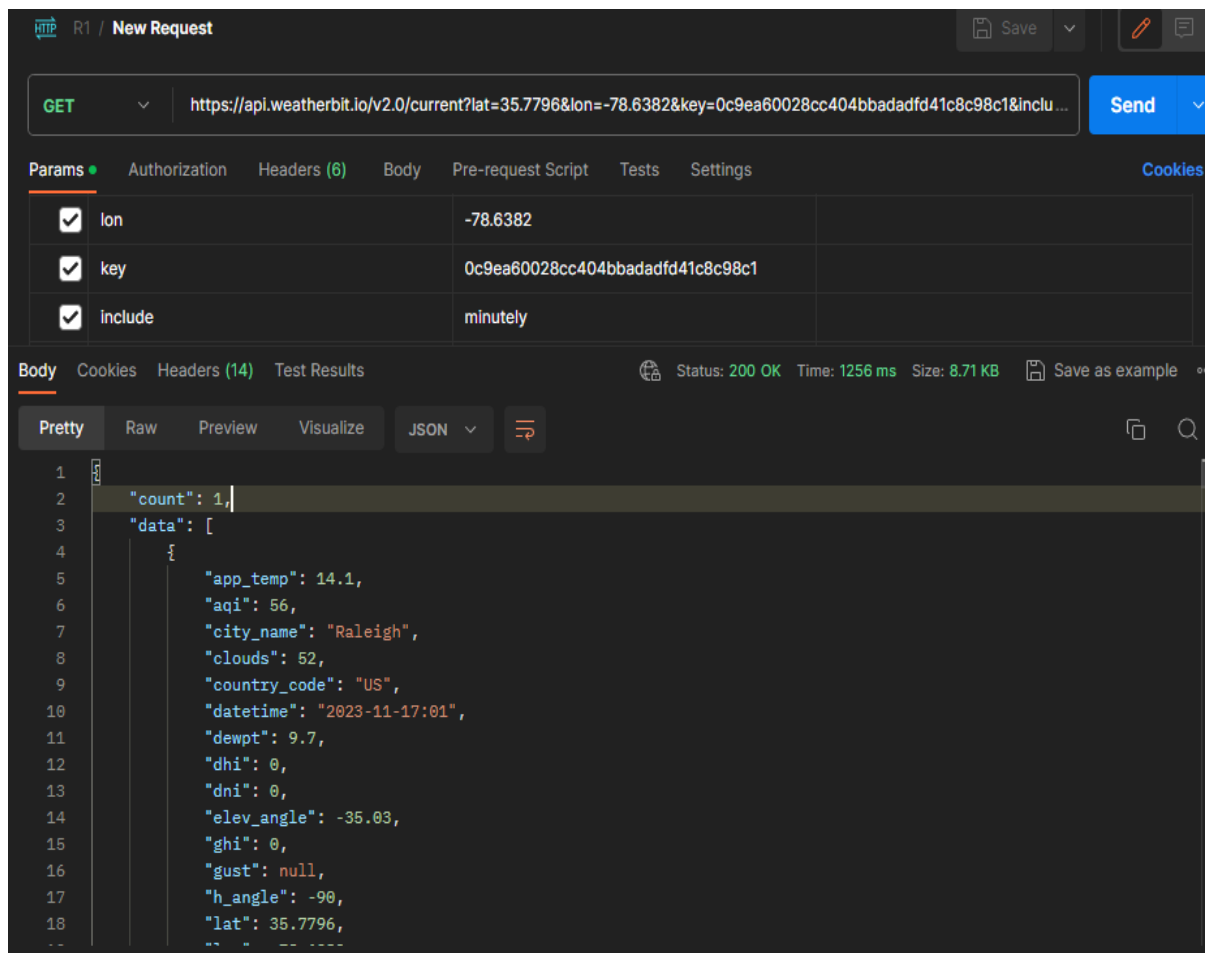 HTTP R1 / New Request Save
GET https://api.weatherbit.io/v2.0/current?lat=35.7796&lon=-78.6382&key=0c9ea60028cc404bbadadfd41c8c98c1&inclu... Send
Params Authorization Headers (6) Body Pre-request Script Tests Settings Cookies
lon -78.6382
key 0c9ea60028cc404bbadadfd41c8c98c1
include minutely
Body Cookies Headers (14) Test Results Status: 200 OK Time: 1256 ms Size: 8.71 KB Save as example
Pretty Raw Preview Visualize JSON
1 {
2 "count": 1,
3 "data": [
4 {
5 "app_temp": 14.1,
6 "aqi": 56,
7 "city_name": "Raleigh",
8 "clouds": 52,
9 "country_code": "US",
10 "datetime": "2023-11-17:01",
11 "dewpt": 9.7,
12 "dhi": 0,
13 "dni": 0,
14 "elev_angle": -35.03,
15 "ghi": 0,
16 "gust": null,
17 "h_angle": -90,
18 "lat": 35.7796,